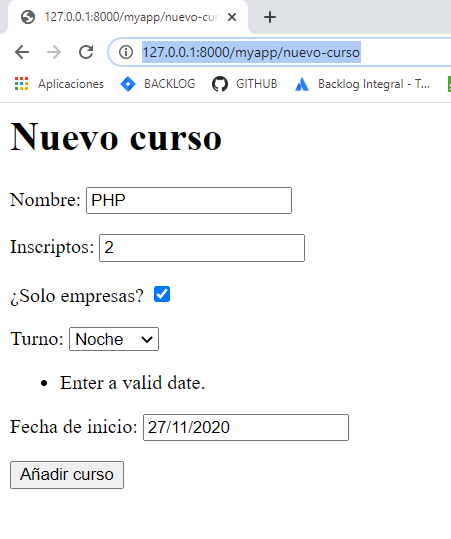 127.0.0.1:8000/myapp/nuevo-cur
127.0.0.1:8000/myapp/nuevo-curso
Aplicaciones BACKLOG GITHUB Backlog Integral - T...
Nuevo curso
Nombre: PHP
Inscriptos: 2
¿Solo empresas?
Turno: Noche
• Enter a valid date.
Fecha de inicio: 27/11/2020
Añadir curso